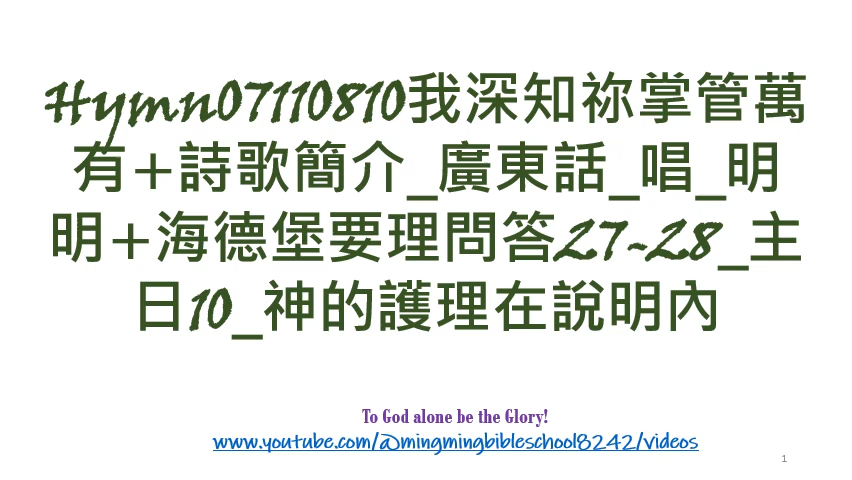 Hymn07110810我深知祢掌管萬
有+詩歌簡介_廣東話_唱_明
明+海德堡要理問答27-28_主
日10_神的護理在說明內
To God alone be the Glory!
www.youtube.com/@mingmingbibleschool8242/videos
1